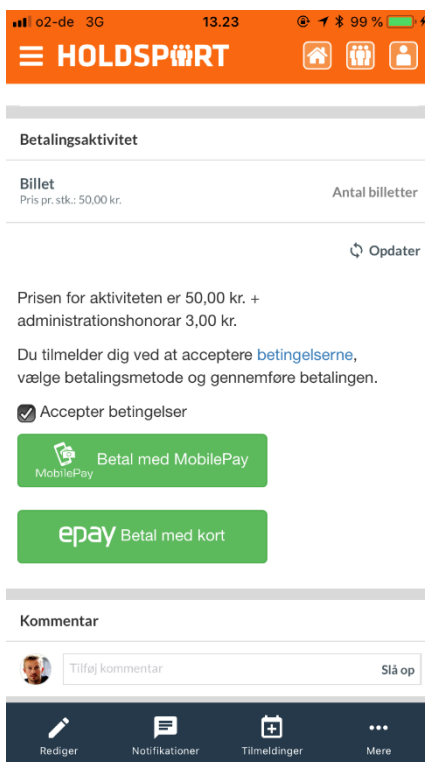 o2-de 3G 13.23 99 %
HOLDSPORT
Betalingsaktivitet
Billet
Pris pr. stk.: 50,00 kr.
Antal billetter
Opdater
Prisen for aktiviteten er 50,00 kr. +
administrationshonorar 3,00 kr.
Du tilmelder dig ved at acceptere betingelserne,
vælge betalingsmetode og gennemføre betalingen.
Accepter betingelser
MobilePay Betal med MobilePay
epay Betal med kort
Kommentar
Tilføj kommentar Slå op
Rediger Notifikationer Tilmeldinger Mere